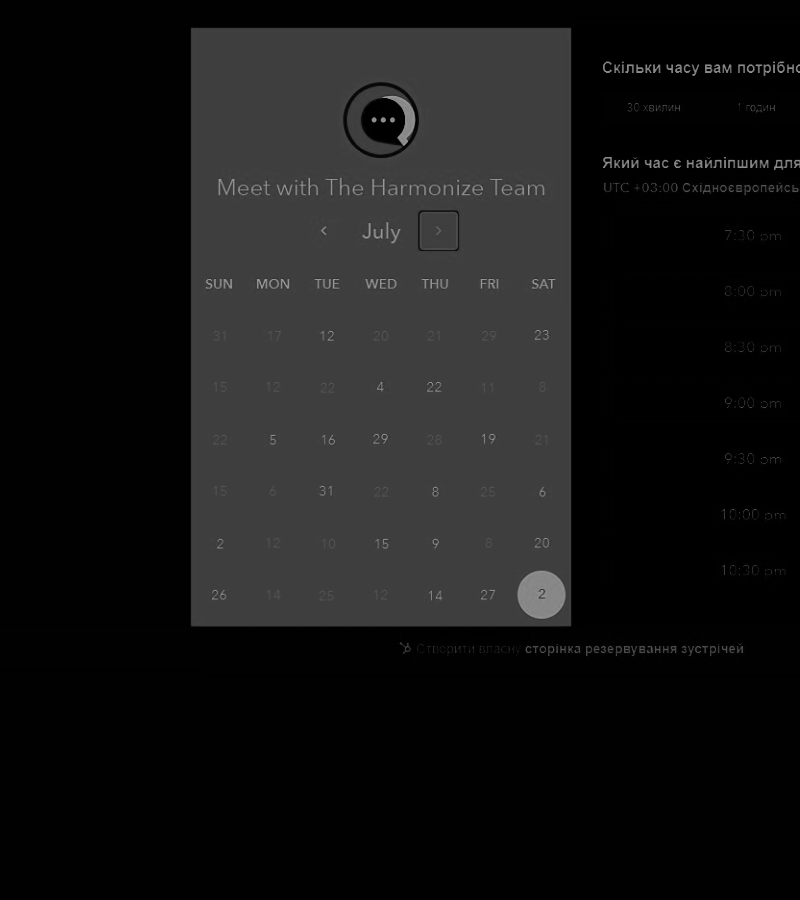 Meet with The Harmonize Team
July
SUN MON TUE WED THU FRI SAT
31 17 12 20 21 29 23
15 12 22 4 22 11 8
22 5 16 29 28 19 21
15 6 31 22 8 25 6
2 12 10 15 9 8 20
26 14 25 12 14 27 2
Скільки часу вам потрібно
30 хвилин 1 годин
Який час є найліпшим для
UTC +03:00 Східноєвропейсь
7:30 pm
8:00 pm
8:30 pm
9:00 pm
9:30 pm
10:00 pm
10:30 pm
Створити власну сторінка резервування зустрічей